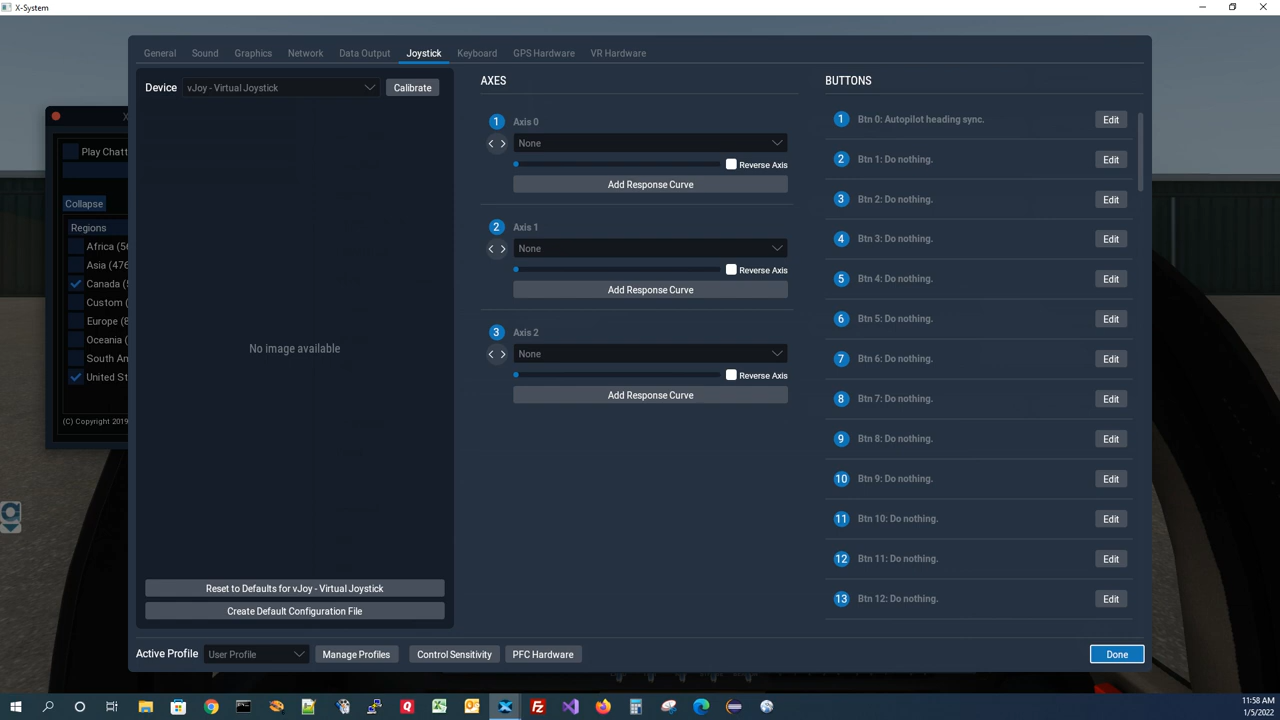 X-System
General Sound Graphics Network Data Output Joystick Keyboard GPS Hardware VR Hardware
Device vJoy - Virtual Joystick Calibrate
No image available
Reset to Defaults for vJoy - Virtual Joystick
Create Default Configuration File
AXES
1 Axis 0
None
Reverse Axis
Add Response Curve
2 Axis 1
None
Reverse Axis
Add Response Curve
3 Axis 2
None
Reverse Axis
Add Response Curve
BUTTONS
1 Btn 0: Autopilot heading sync. Edit
2 Btn 1: Do nothing. Edit
3 Btn 2: Do nothing. Edit
4 Btn 3: Do nothing. Edit
5 Btn 4: Do nothing. Edit
6 Btn 5: Do nothing. Edit
7 Btn 6: Do nothing. Edit
8 Btn 7: Do nothing. Edit
9 Btn 8: Do nothing. Edit
10 Btn 9: Do nothing. Edit
11 Btn 10: Do nothing. Edit
12 Btn 11: Do nothing. Edit
13 Btn 12: Do nothing. Edit
Active Profile User Profile Manage Profiles Control Sensitivity PFC Hardware Done
X
Play Chatt
Collapse
Regions
Africa (56
Asia (476
Canada (
Custom (
Europe (8
Oceania (
South Am
United St
(C) Copyright 2019
11:58 AM
1/5/2022